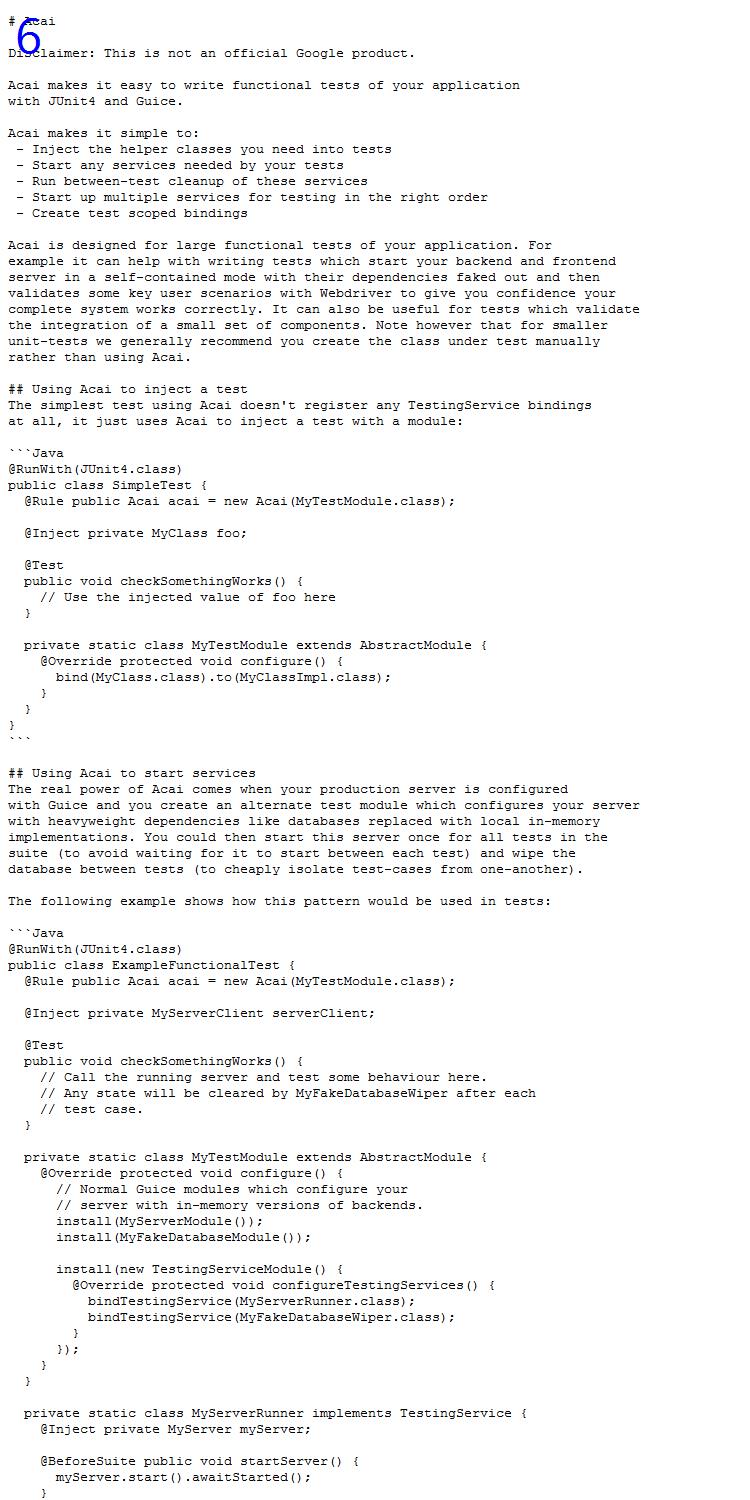 # Acai
6
Disclaimer: This is not an official Google product.

Acai makes it easy to write functional tests of your application
with JUnit4 and Guice.

Acai makes it simple to:
 - Inject the helper classes you need into tests
 - Start any services needed by your tests
 - Run between-test cleanup of these services
 - Start up multiple services for testing in the right order
 - Create test scoped bindings

Acai is designed for large functional tests of your application. For
example it can help with writing tests which start your backend and frontend
server in a self-contained mode with their dependencies faked out and then
validates some key user scenarios with Webdriver to give you confidence your
complete system works correctly. It can also be useful for tests which validate
the integration of a small set of components. Note however that for smaller
unit-tests we generally recommend you create the class under test manually
rather than using Acai.

## Using Acai to inject a test
The simplest test using Acai doesn't register any TestingService bindings
at all, it just uses Acai to inject a test with a module:

```Java
@RunWith(JUnit4.class)
public class SimpleTest {
  @Rule public Acai acai = new Acai(MyTestModule.class);

  @Inject private MyClass foo;

  @Test
  public void checkSomethingWorks() {
    // Use the injected value of foo here
  }

  private static class MyTestModule extends AbstractModule {
    @Override protected void configure() {
      bind(MyClass.class).to(MyClassImpl.class);
    }
  }
}
```

## Using Acai to start services
The real power of Acai comes when your production server is configured
with Guice and you create an alternate test module which configures your server
with heavyweight dependencies like databases replaced with local in-memory
implementations. You could then start this server once for all tests in the
suite (to avoid waiting for it to start between each test) and wipe the
database between tests (to cheaply isolate test-cases from one-another).

The following example shows how this pattern would be used in tests:

```Java
@RunWith(JUnit4.class)
public class ExampleFunctionalTest {
  @Rule public Acai acai = new Acai(MyTestModule.class);

  @Inject private MyServerClient serverClient;

  @Test
  public void checkSomethingWorks() {
    // Call the running server and test some behaviour here.
    // Any state will be cleared by MyFakeDatabaseWiper after each
    // test case.
  }

  private static class MyTestModule extends AbstractModule {
    @Override protected void configure() {
      // Normal Guice modules which configure your
      // server with in-memory versions of backends.
      install(MyServerModule());
      install(MyFakeDatabaseModule());

      install(new TestingServiceModule() {
        @Override protected void configureTestingServices() {
          bindTestingService(MyServerRunner.class);
          bindTestingService(MyFakeDatabaseWiper.class);
        }
      });
    }
  }

  private static class MyServerRunner implements TestingService {
    @Inject private MyServer myServer;

    @BeforeSuite public void startServer() {
      myServer.start().awaitStarted();
    }